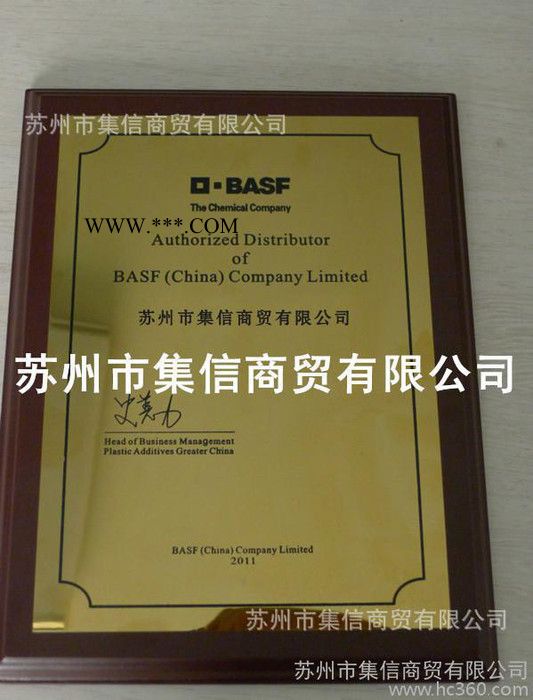 苏州市集信商贸有限公司
BASF
The Chemical Company
WWW.***.COM
Authorized Distributor
of
BASF (China) Company Limited
苏州市集信商贸有限公司
苏州市集信商贸有限公司
史英力
Head of Business Management
Plastic Additives Greater China
BASF (China) Company Limited
2011
苏州市集信商贸有限公司
苏州市集信商贸有限公司
www.hc360.com